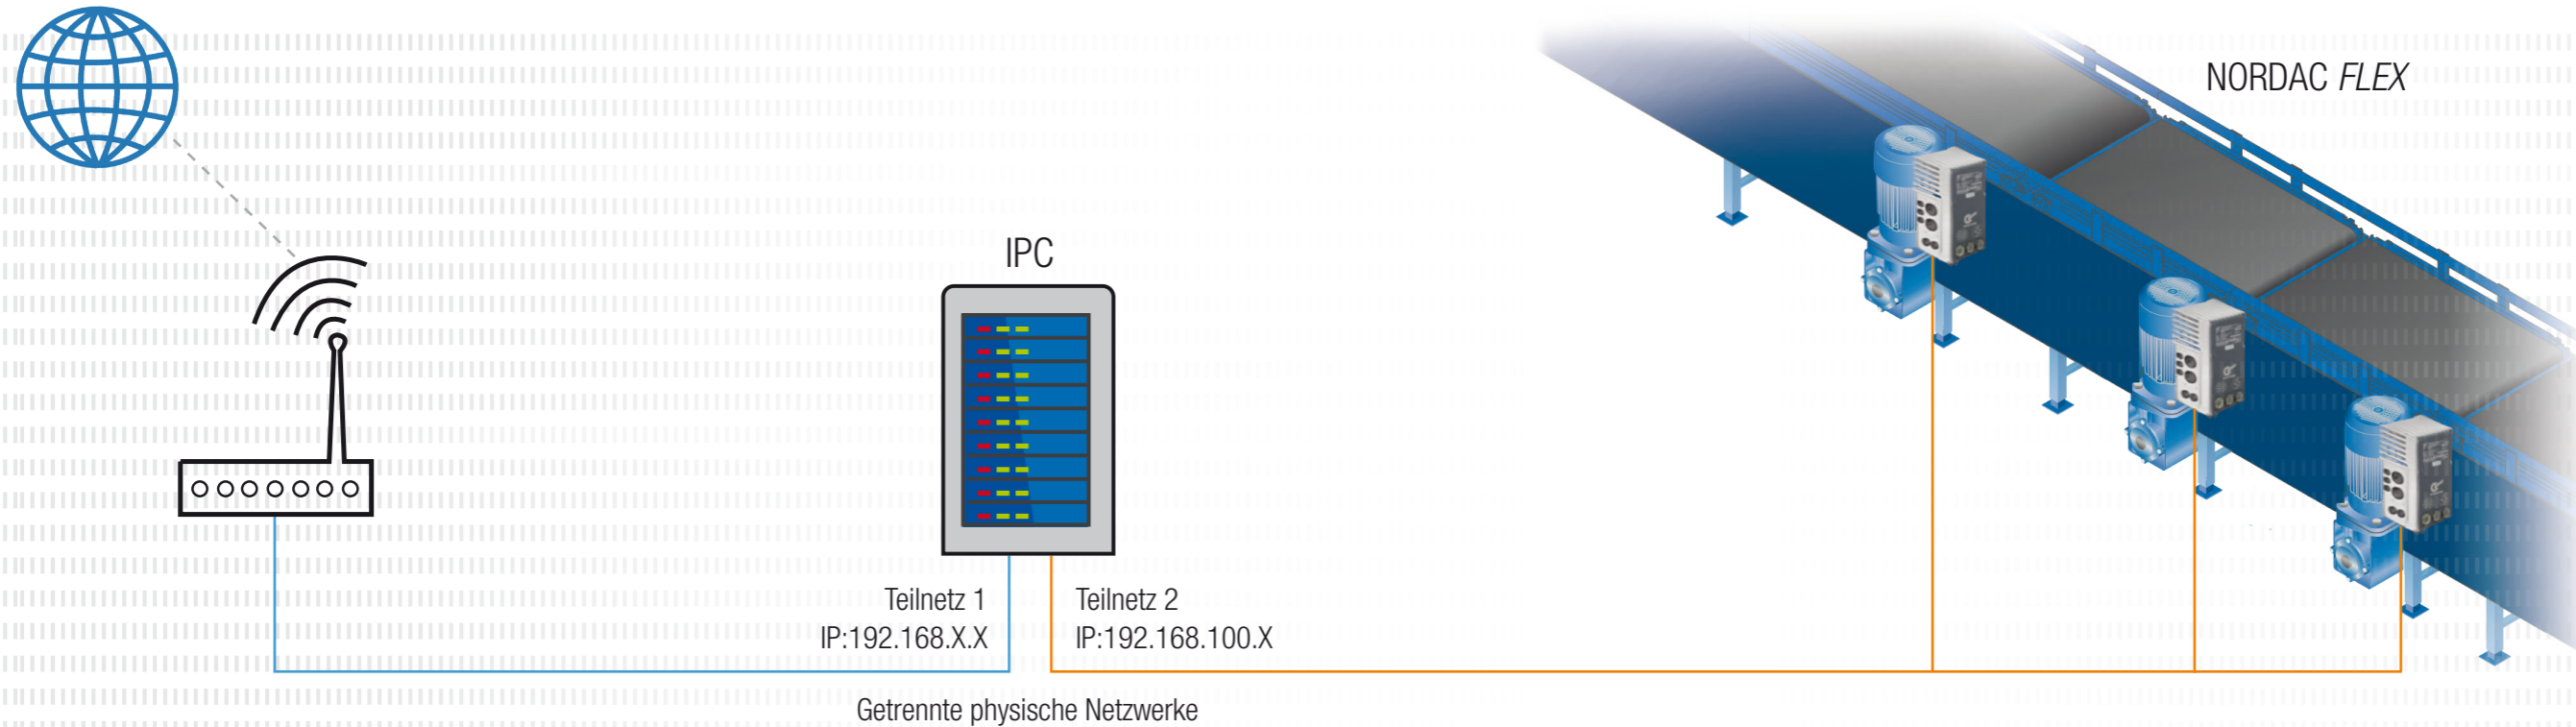 NORDAC FLEX
IPC
Teilnetz 1
IP:192.168.X.X
Teilnetz 2
IP:192.168.100.X
Getrennte physische Netzwerke